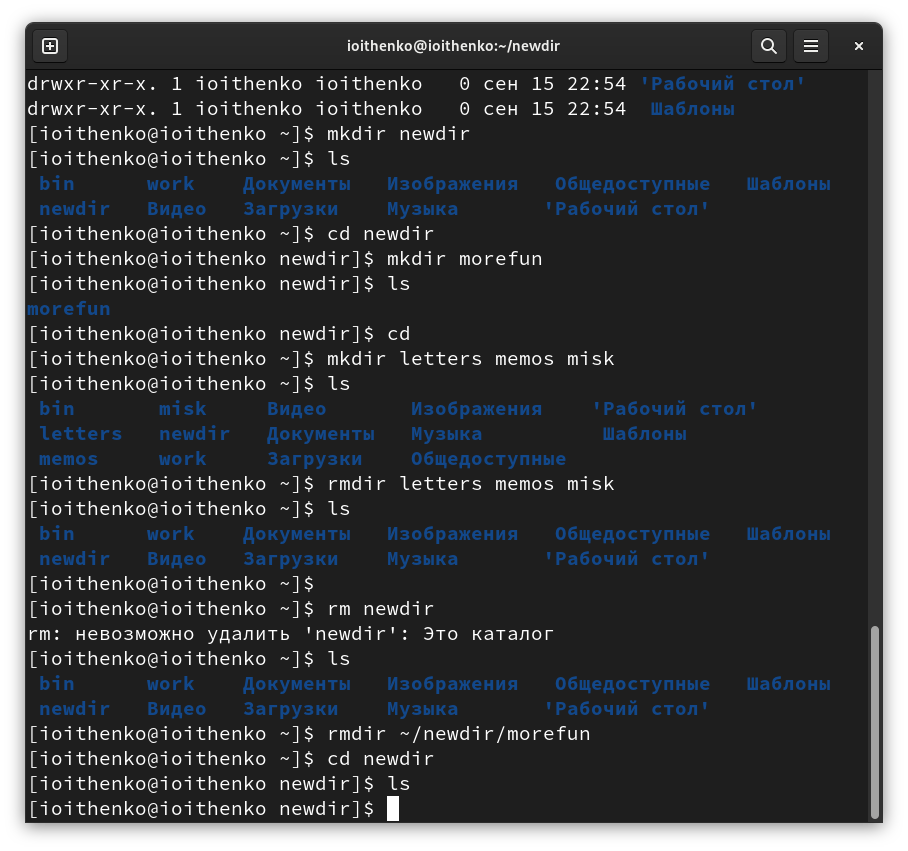 ioithenko@ioithenko:~/newdir
drwxr-xr-x. 1 ioithenko ioithenko   0 сен 15 22:54 'Рабочий стол'
drwxr-xr-x. 1 ioithenko ioithenko   0 сен 15 22:54  Шаблоны
[ioithenko@ioithenko ~]$ mkdir newdir
[ioithenko@ioithenko ~]$ ls
 bin      work    Документы   Изображения   Общедоступные   Шаблоны
 newdir   Видео   Загрузки    Музыка       'Рабочий стол'
[ioithenko@ioithenko ~]$ cd newdir
[ioithenko@ioithenko newdir]$ mkdir morefun
[ioithenko@ioithenko newdir]$ ls
morefun
[ioithenko@ioithenko newdir]$ cd
[ioithenko@ioithenko ~]$ mkdir letters memos misk
[ioithenko@ioithenko ~]$ ls
 bin       misk     Видео       Изображения    'Рабочий стол'
 letters   newdir   Документы   Музыка          Шаблоны
 memos     work     Загрузки    Общедоступные
[ioithenko@ioithenko ~]$ rmdir letters memos misk
[ioithenko@ioithenko ~]$ ls
 bin      work    Документы   Изображения   Общедоступные   Шаблоны
 newdir   Видео   Загрузки    Музыка       'Рабочий стол'
[ioithenko@ioithenko ~]$
[ioithenko@ioithenko ~]$ rm newdir
rm: невозможно удалить 'newdir': Это каталог
[ioithenko@ioithenko ~]$ ls
 bin      work    Документы   Изображения   Общедоступные   Шаблоны
 newdir   Видео   Загрузки    Музыка       'Рабочий стол'
[ioithenko@ioithenko ~]$ rmdir ~/newdir/morefun
[ioithenko@ioithenko ~]$ cd newdir
[ioithenko@ioithenko newdir]$ ls
[ioithenko@ioithenko newdir]$